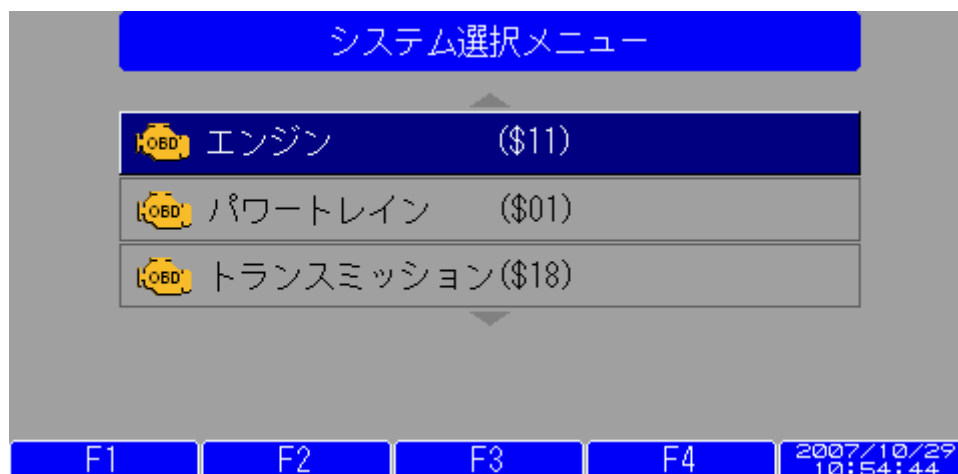 システム選択メニュー
OBD エンジン ($11)
OBD パワートレイン ($01)
OBD トランスミッション($18)
F1 F2 F3 F4 2007/10/29
10:54:44